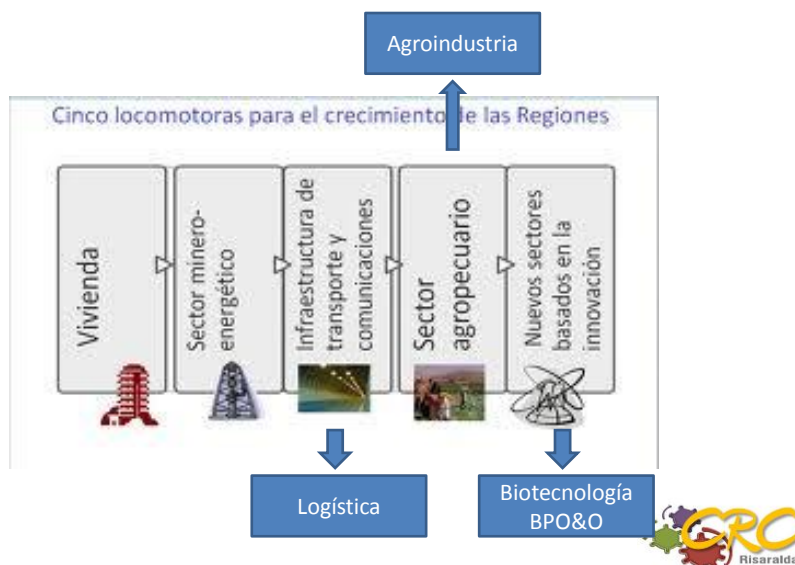 Agroindustria
Cinco locomotoras para el crecimiento de las Regiones
Vivienda
Sector minero-
energético
Infraestructura de
transporte y
comunicaciones
Sector
agropecuario
Nuevos sectores
basados en la
innovación
Logística
Biotecnología
BPO&O
CRC
Risaralda